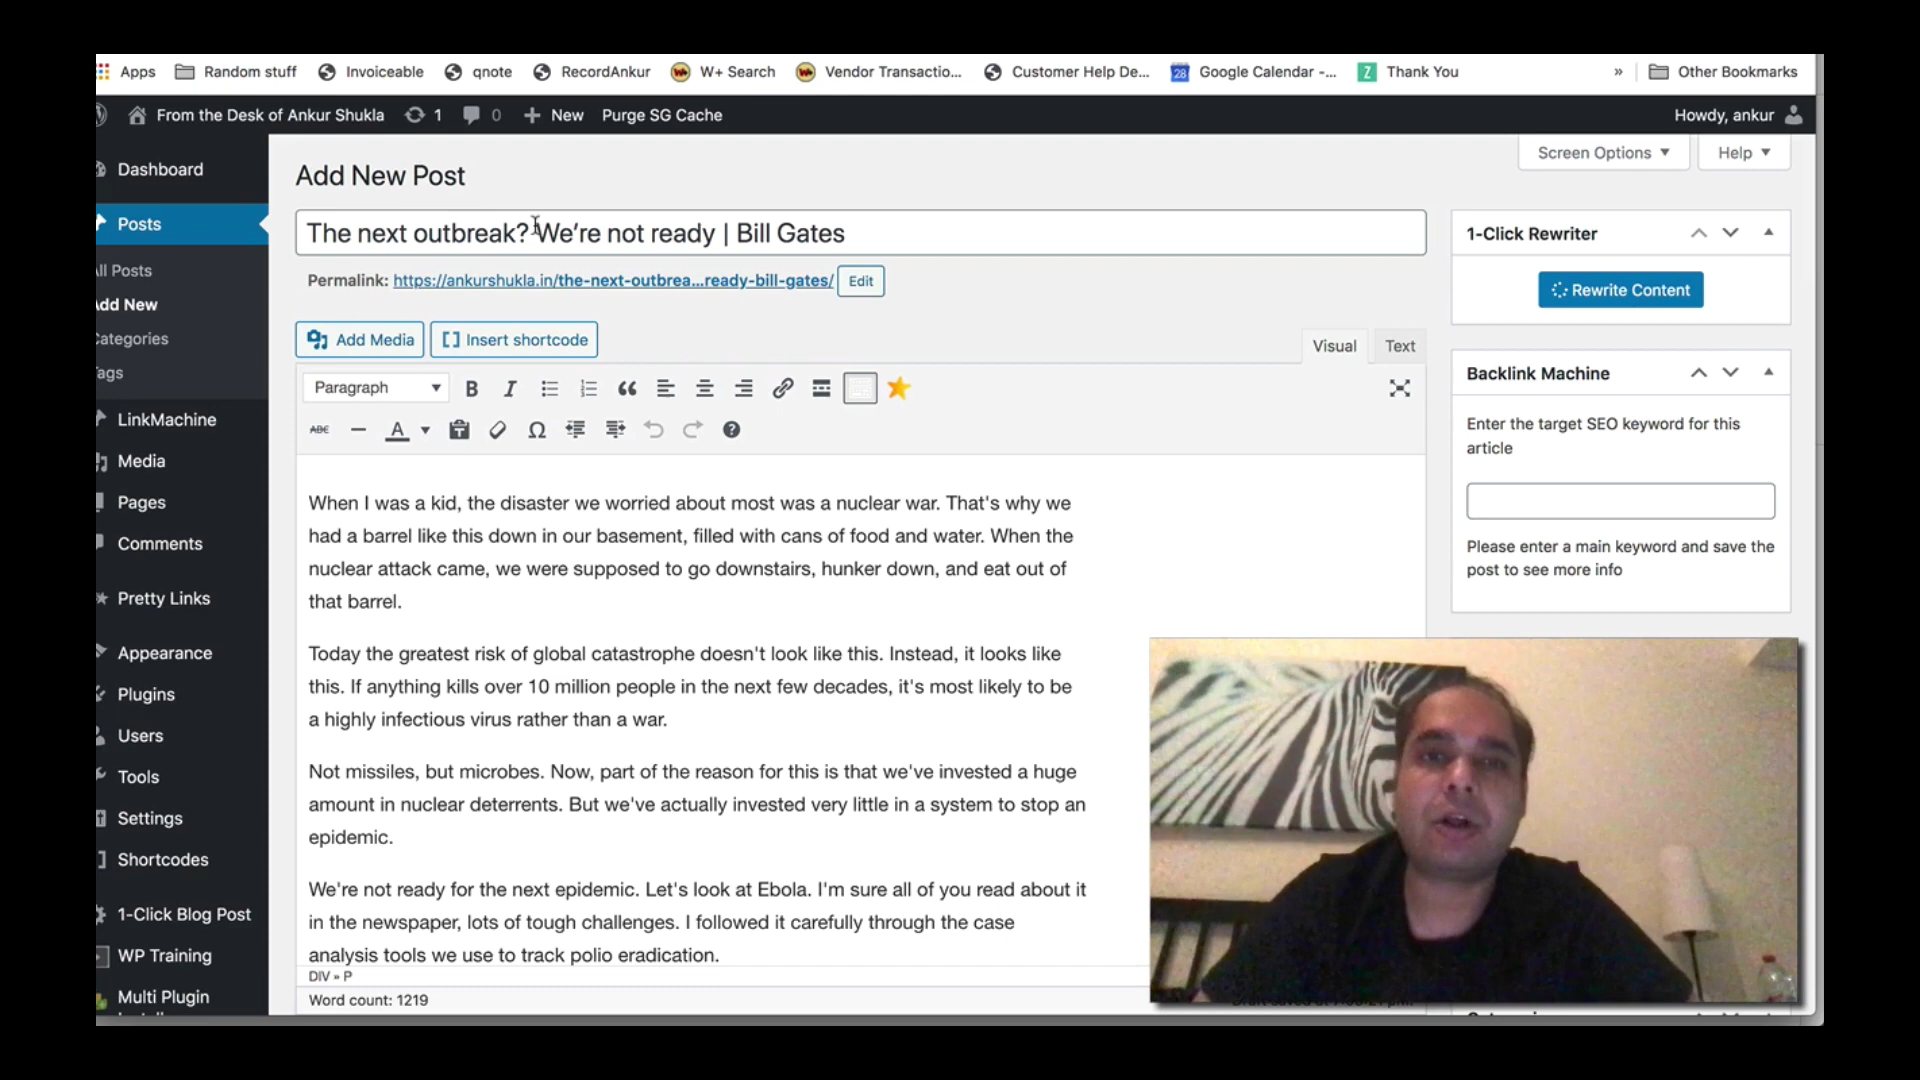 Apps Random stuff Invoiceable qnote RecordAnkur W+ Search Vendor Transactio... Customer Help De... 28 Google Calendar -... Z Thank You » Other Bookmarks
From the Desk of Ankur Shukla 1 0 New Purge SG Cache Howdy, ankur
Screen Options Help
Dashboard
Posts
All Posts
Add New
Categories
Tags
LinkMachine
Media
Pages
Comments
Pretty Links
Appearance
Plugins
Users
Tools
Settings
Shortcodes
1-Click Blog Post
WP Training
Multi Plugin
Add New Post
The next outbreak? We’re not ready | Bill Gates
Permalink: https://ankurshukla.in/the-next-outbrea...ready-bill-gates/ Edit
Add Media Insert shortcode Visual Text
Paragraph B I
ABE A
When I was a kid, the disaster we worried about most was a nuclear war. That's why we
had a barrel like this down in our basement, filled with cans of food and water. When the
nuclear attack came, we were supposed to go downstairs, hunker down, and eat out of
that barrel.
Today the greatest risk of global catastrophe doesn't look like this. Instead, it looks like
this. If anything kills over 10 million people in the next few decades, it's most likely to be
a highly infectious virus rather than a war.
Not missiles, but microbes. Now, part of the reason for this is that we've invested a huge
amount in nuclear deterrents. But we've actually invested very little in a system to stop an
epidemic.
We're not ready for the next epidemic. Let's look at Ebola. I'm sure all of you read about it
in the newspaper, lots of tough challenges. I followed it carefully through the case
analysis tools we use to track polio eradication.
DIV » P
Word count: 1219
1-Click Rewriter
Rewrite Content
Backlink Machine
Enter the target SEO keyword for this
article
Please enter a main keyword and save the
post to see more info